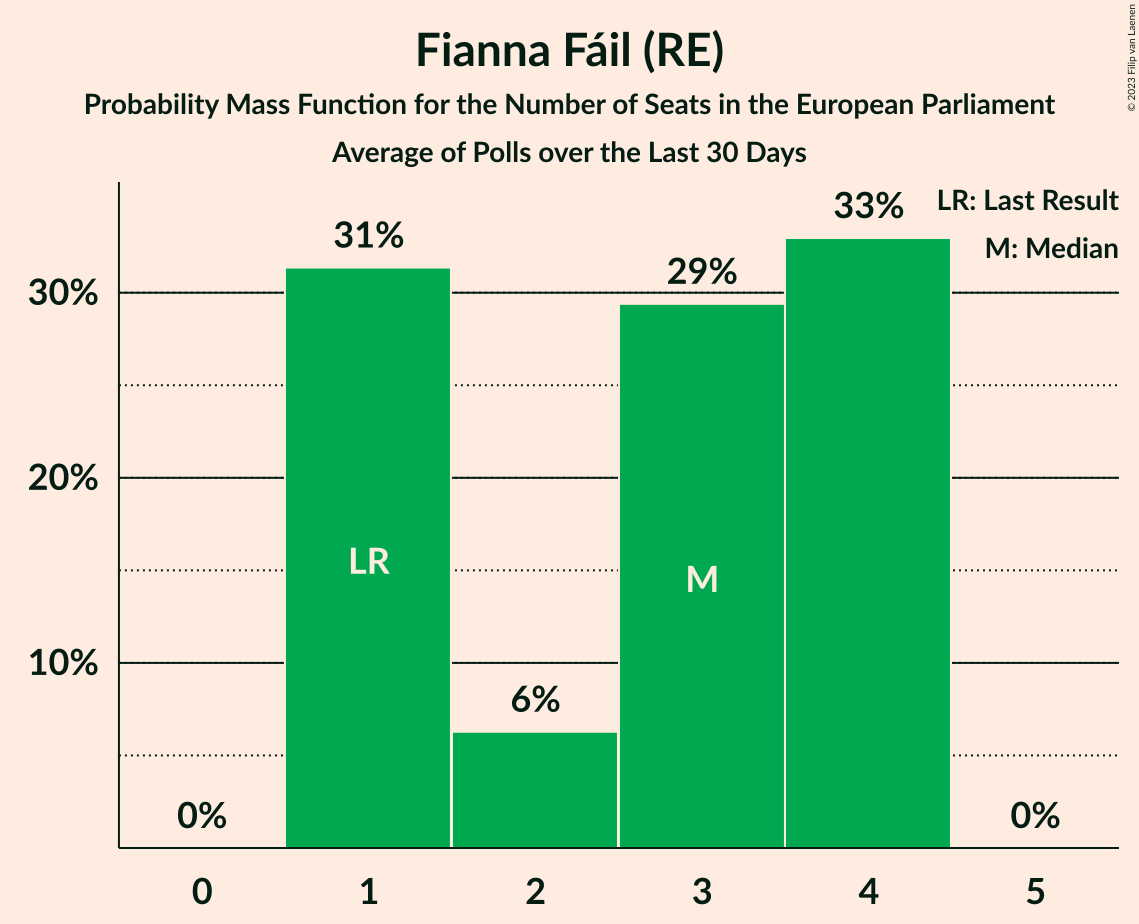 Fianna Fáil (RE)
Probability Mass Function for the Number of Seats in the European Parliament
Average of Polls over the Last 30 Days
© 2023 Filip van Laenen
LR: Last Result
M: Median
33%
31%
29%
30%
20%
LR
M
10%
6%
0%
0%
0 1 2 3 4 5